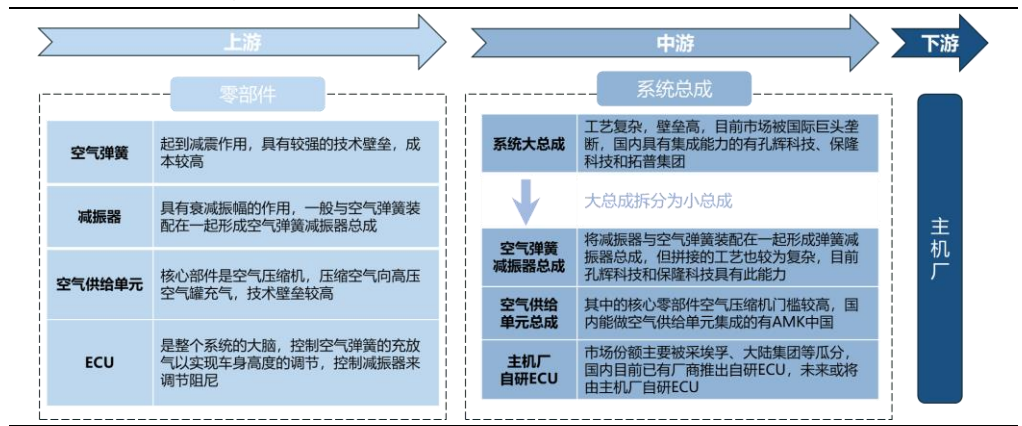 上游
中游
下游
零部件
系统总成
空气弹簧
起到减震作用，具有较强的技术壁垒，成
本较高
减振器
具有衰减振幅的作用，一般与空气弹簧装
配在一起形成空气弹簧减振器总成
空气供给单元
核心部件是空气压缩机，压缩空气向高压
空气罐充气，技术壁垒较高
ECU
是整个系统的大脑，控制空气弹簧的充放
气以实现车身高度的调节，控制减振器来
调节阻尼
系统大总成
工艺复杂，壁垒高，目前市场被国际巨头垄
断，国内具有集成能力的有孔辉科技、保隆
科技和拓普集团
大总成拆分为小总成
空气弹簧
减振器总成
将减振器与空气弹簧装配在一起形成弹簧减
振器总成，但拼接的工艺也较为复杂，目前
孔辉科技和保隆科技具有此能力
空气供给
单元总成
其中的核心零部件空气压缩机门槛较高，国
内能做空气供给单元集成的有AMK中国
主机厂
自研ECU
市场份额主要被采埃孚、大陆集团等瓜分，
国内目前已有厂商推出自研ECU，未来或将
由主机厂自研ECU
主机厂